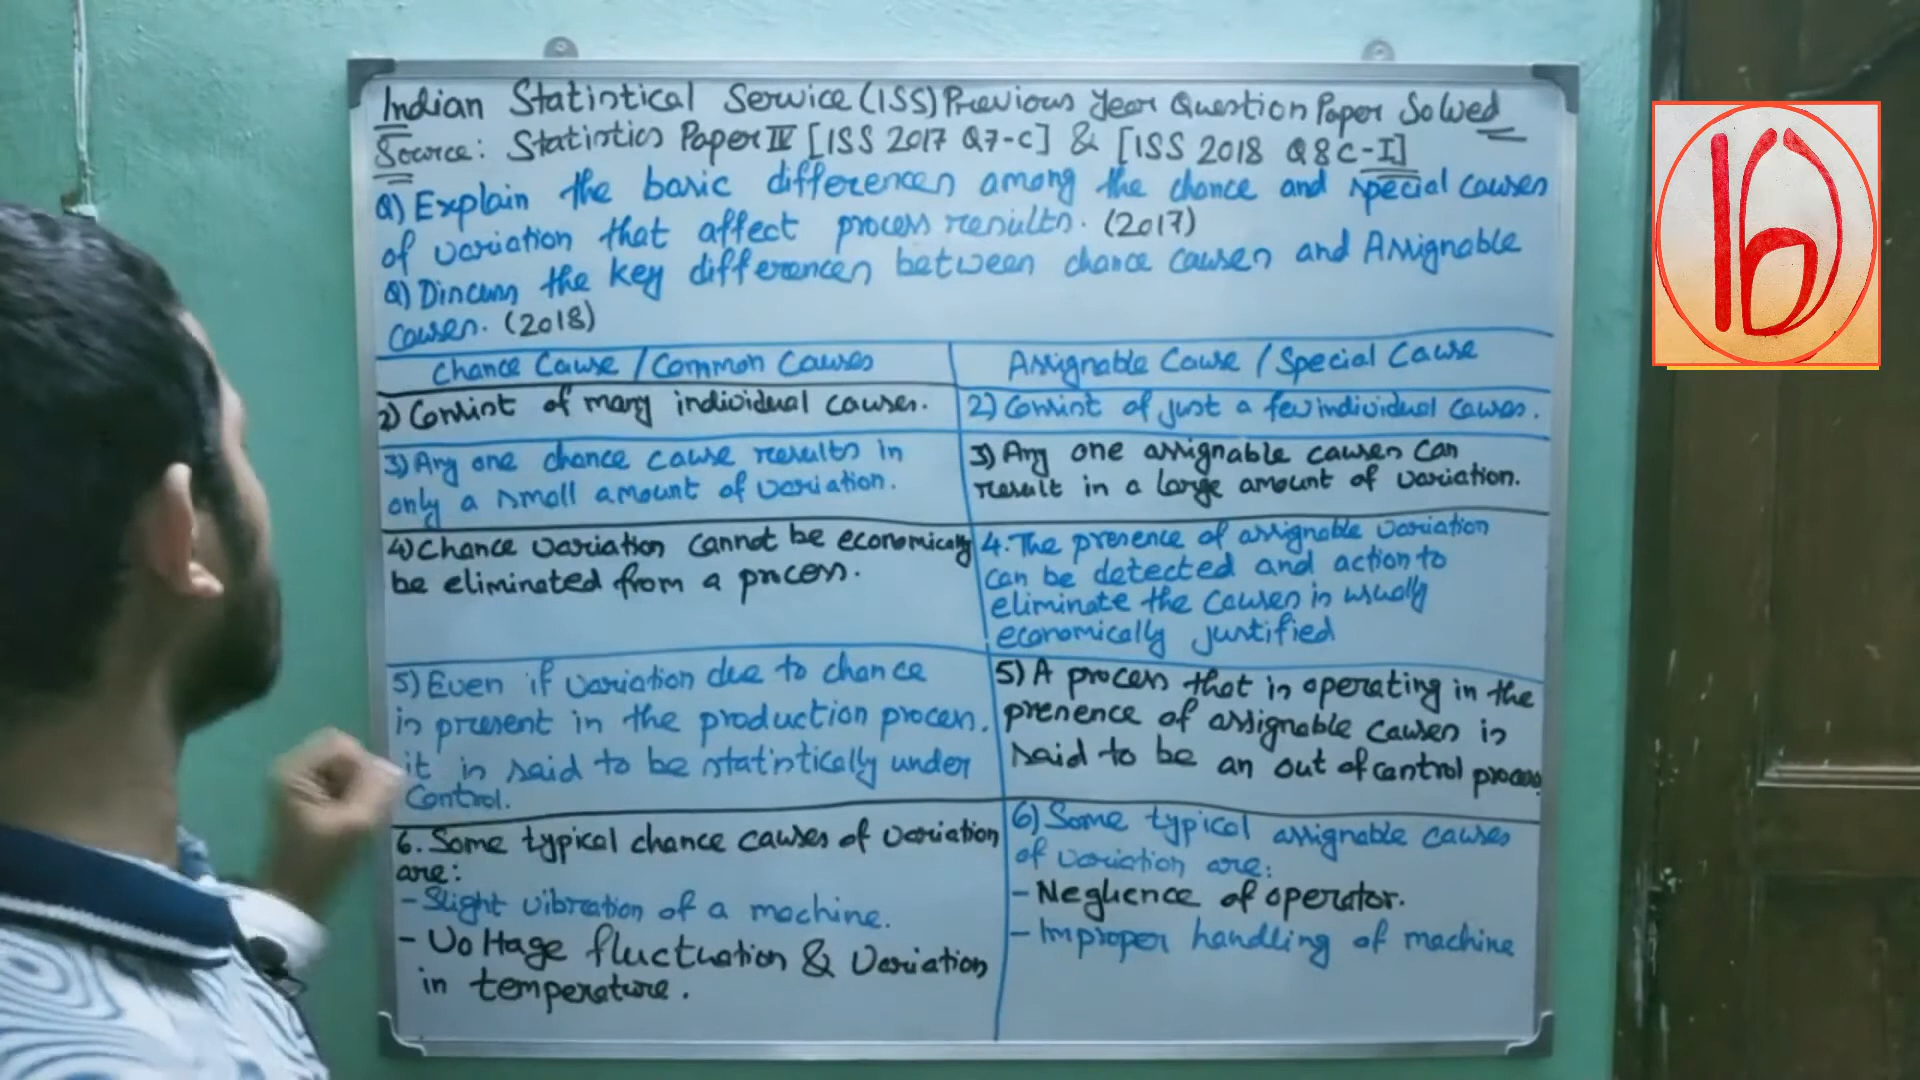 Indian Statistical Service (ISS) Previous Year Question Paper Solved
Source: Statistics Paper IV [ISS 2017 Q7-C] & [ISS 2018 Q8C-I]
Q) Explain the basic differences among the chance and special causes
of variation that affect process results. (2017)
Q) Discuss the key differences between chance causes and Assignable
causes. (2018)
Chance Cause / Common Causes
Assignable Cause / Special Cause
2) Consist of many individual causes.
2) Consist of just a few individual causes.
3) Any one chance cause results in
only a small amount of variation.
3) Any one assignable causes can
result in a large amount of variation.
4) Chance variation cannot be economically
be eliminated from a process.
4. The presence of assignable variation
can be detected and action to
eliminate the causes is usually
economically justified
5) Even if variation due to chance
is present in the production process.
it is said to be statistically under
Control.
5) A process that is operating in the
presence of assignable causes is
said to be an out of control process.
6. Some typical chance causes of variation
are:
- Slight vibration of a machine.
- Voltage fluctuation & Variation
in temperature.
6) Some typical assignable causes
of variation are:
- Neglience of operator.
- Improper handling of machine